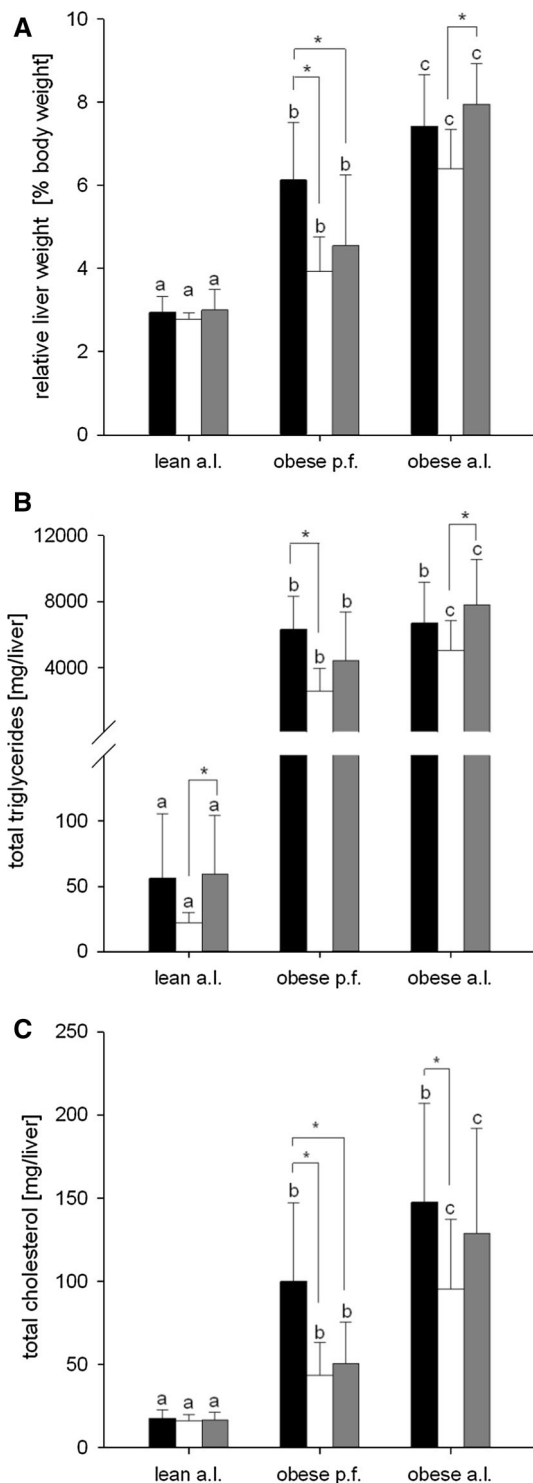 A
relative liver weight [% body weight]
10
8
6
4
2
0
a a a
b b b
* *
c c c
*
lean a.l. obese p.f. obese a.l.
B
total triglycerides [mg/liver]
12000
8000
4000
100
50
0
a a a
*
b b b
*
b c c
*
lean a.l. obese p.f. obese a.l.
C
total cholesterol [mg/liver]
250
200
150
100
50
0
a a a
b b b
* *
b c c
*
lean a.l. obese p.f. obese a.l.